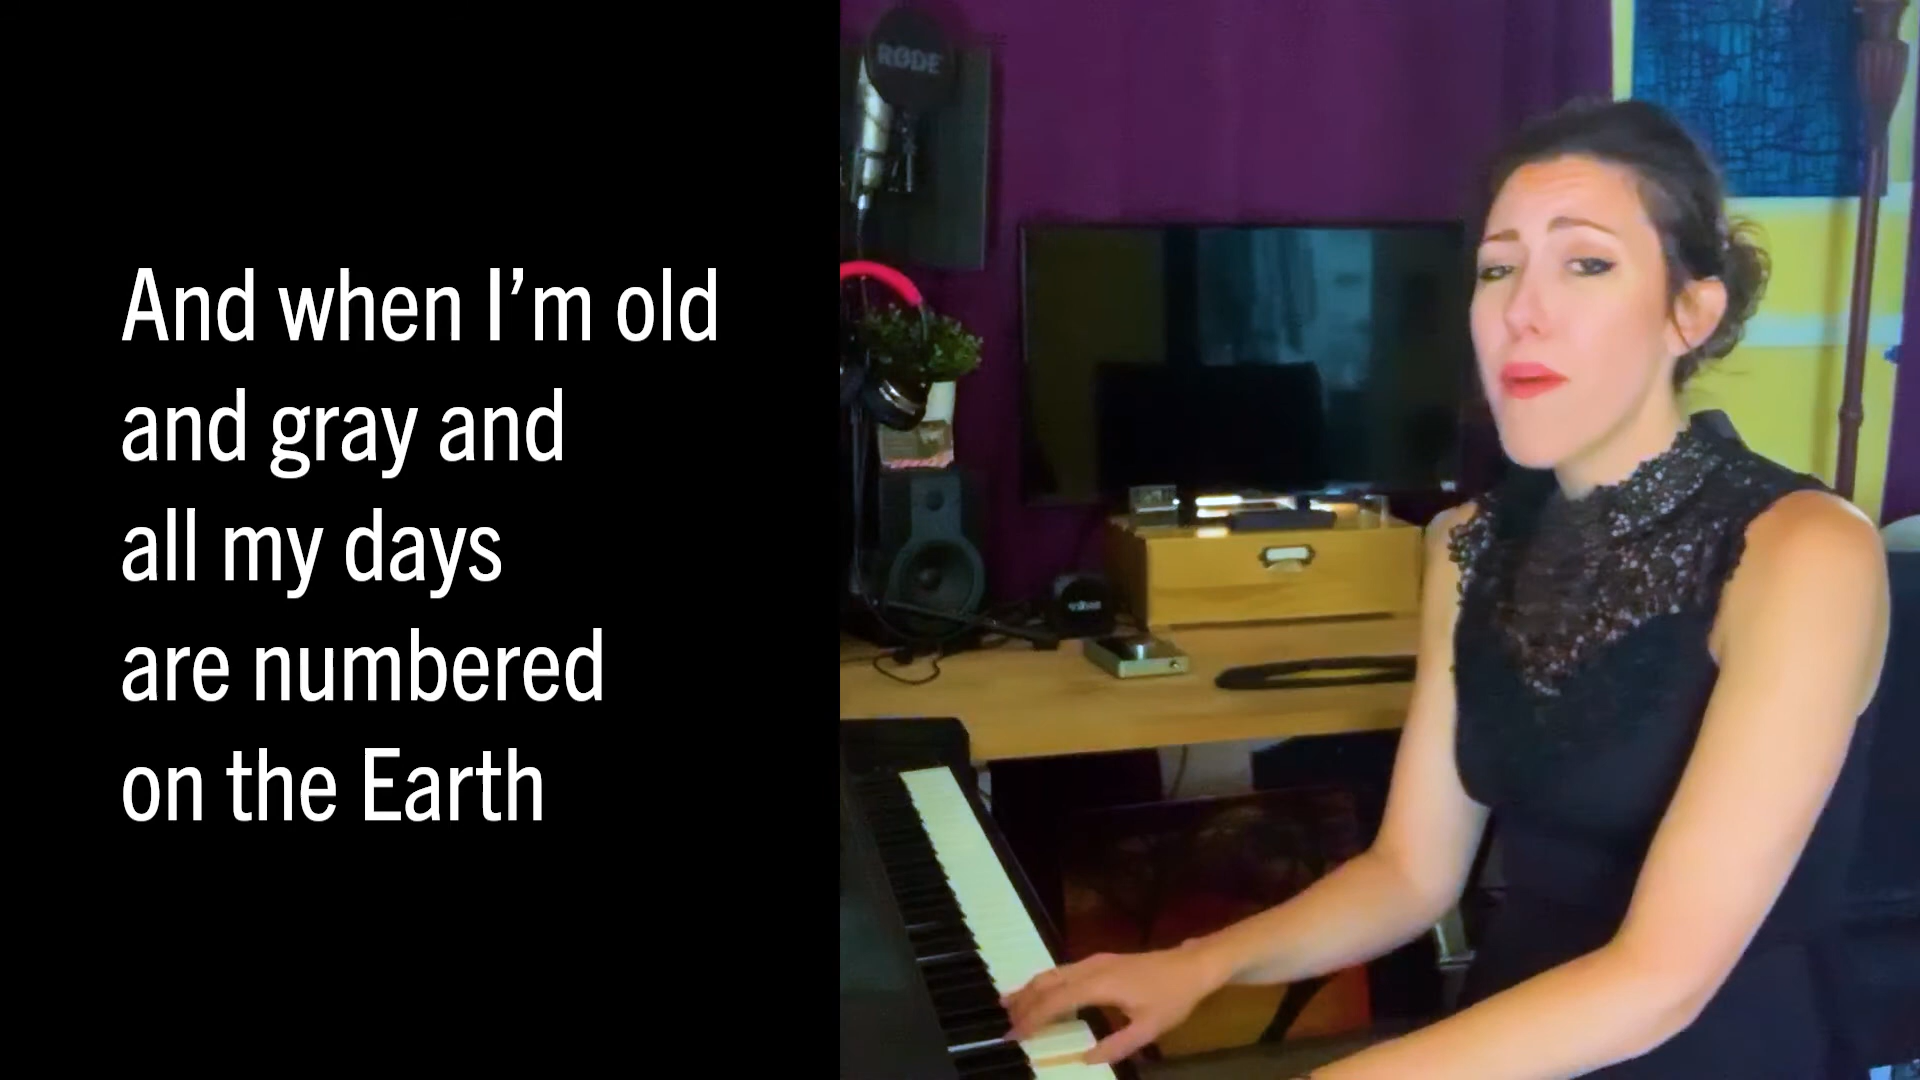 And when I’m old
and gray and
all my days
are numbered
on the Earth
RØDE